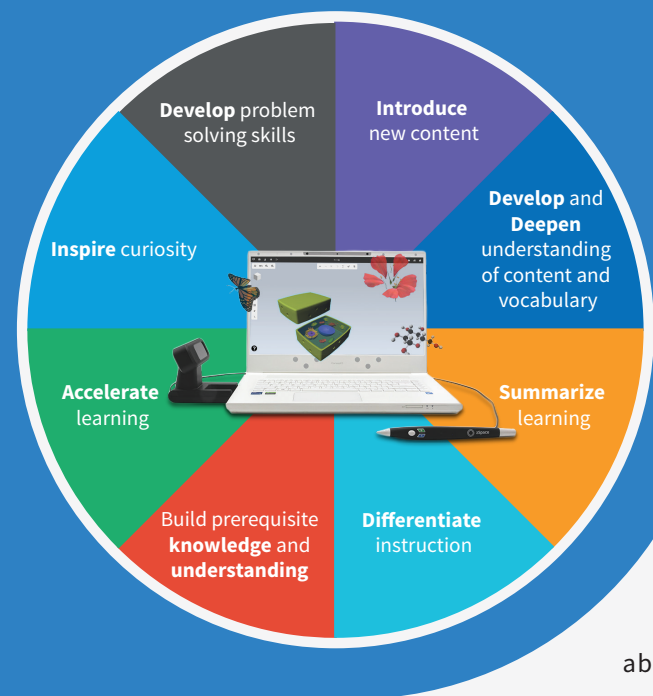 Develop problem
solving skills
Introduce
new content
Develop and
Deepen
understanding
of content and
vocabulary
Inspire curiosity
Accelerate
learning
Summarize
learning
Build prerequisite
knowledge and
understanding
Differentiate
instruction
zspace
ab